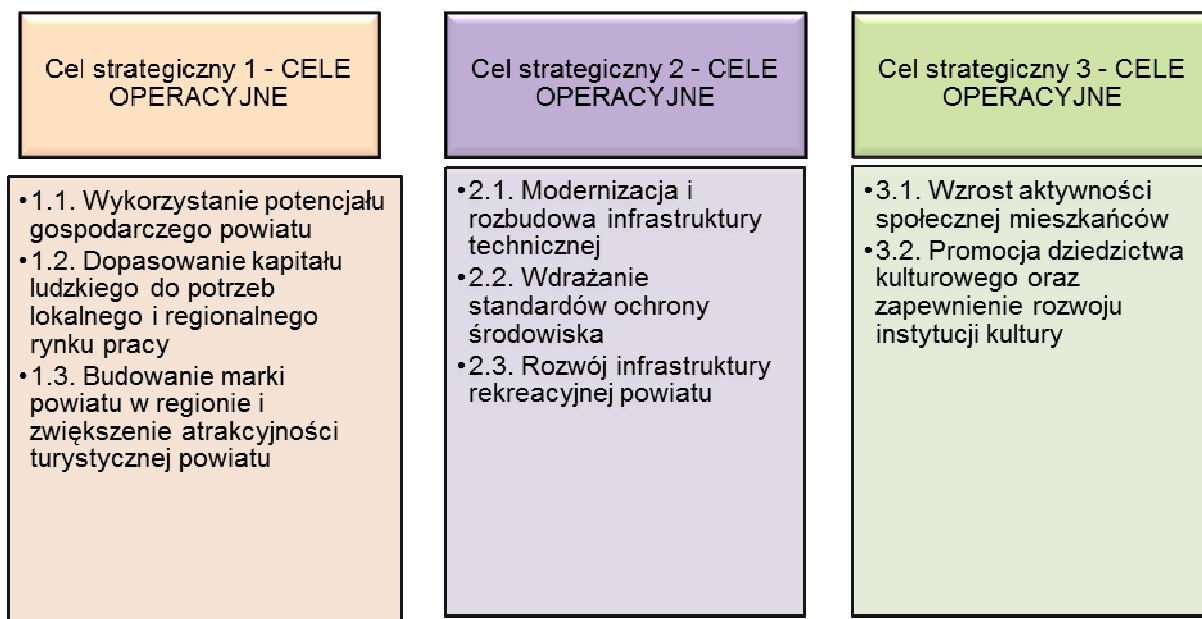 Cel strategiczny 1 - CELE
OPERACYJNE
•1.1. Wykorzystanie potencjału
gospodarczego powiatu
•1.2. Dopasowanie kapitału
ludzkiego do potrzeb
lokalnego i regionalnego
rynku pracy
•1.3. Budowanie marki
powiatu w regionie i
zwiększenie atrakcyjności
turystycznej powiatu
Cel strategiczny 2 - CELE
OPERACYJNE
•2.1. Modernizacja i
rozbudowa infrastruktury
technicznej
•2.2. Wdrażanie
standardów ochrony
środowiska
•2.3. Rozwój infrastruktury
rekreacyjnej powiatu
Cel strategiczny 3 - CELE
OPERACYJNE
•3.1. Wzrost aktywności
społecznej mieszkańców
•3.2. Promocja dziedzictwa
kulturowego oraz
zapewnienie rozwoju
instytucji kultury